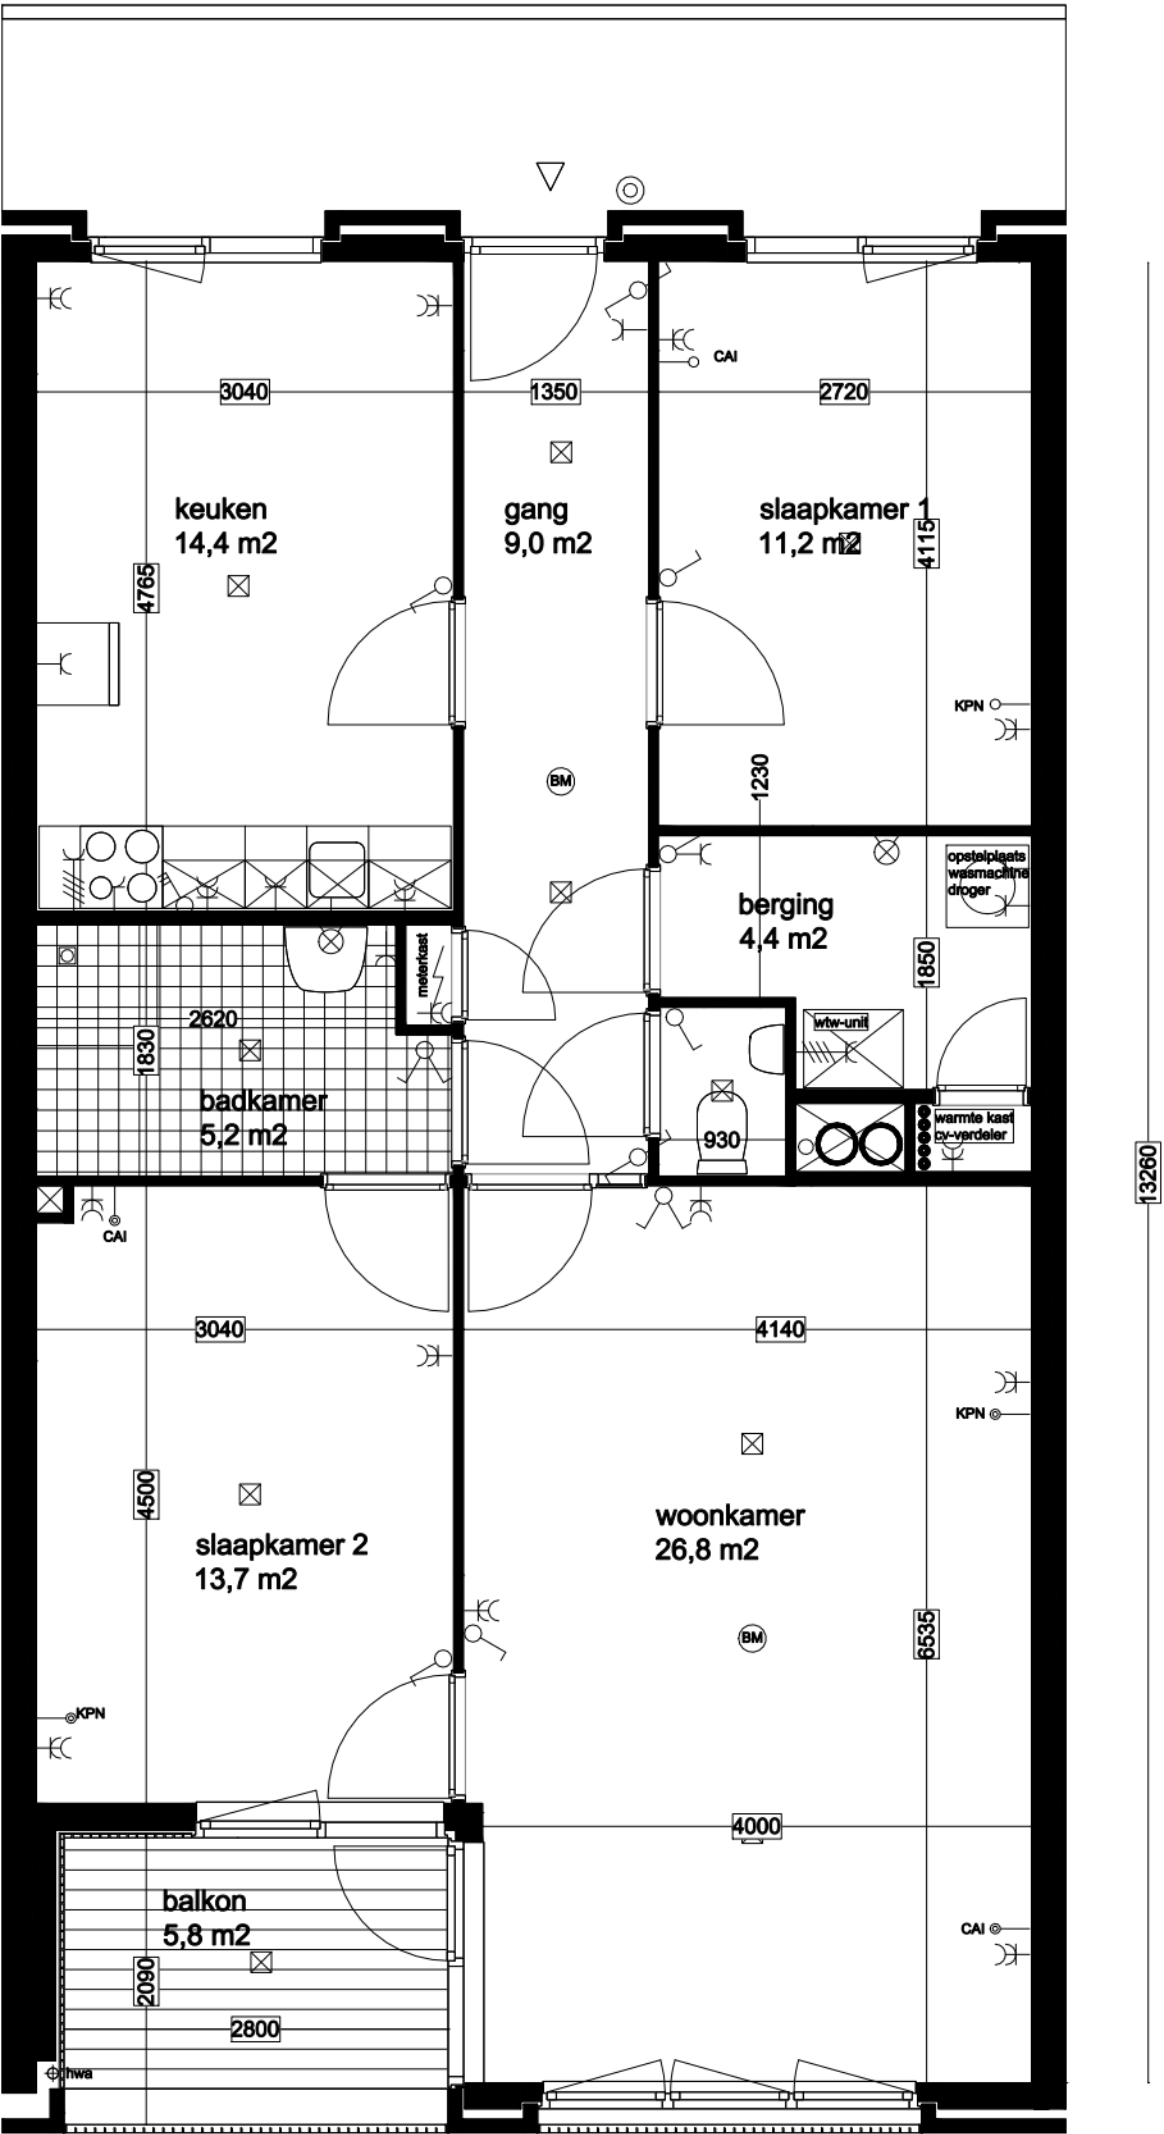 CAI
3040
1350
2720
keuken
14,4 m2
gang
9,0 m2
slaapkamer 1
11,2 m2
4115
4765
KPN
BM
1230
opstelplaats
wasmachine
droger
berging
4,4 m2
meterkast
1850
2620
1830
wtw-unit
badkamer
5,2 m2
930
warmte kast
cv-verdeler
13260
CAI
3040
4140
KPN
4500
woonkamer
26,8 m2
slaapkamer 2
13,7 m2
BM
6535
KPN
4000
balkon
5,8 m2
CAI
2090
2800
hwa